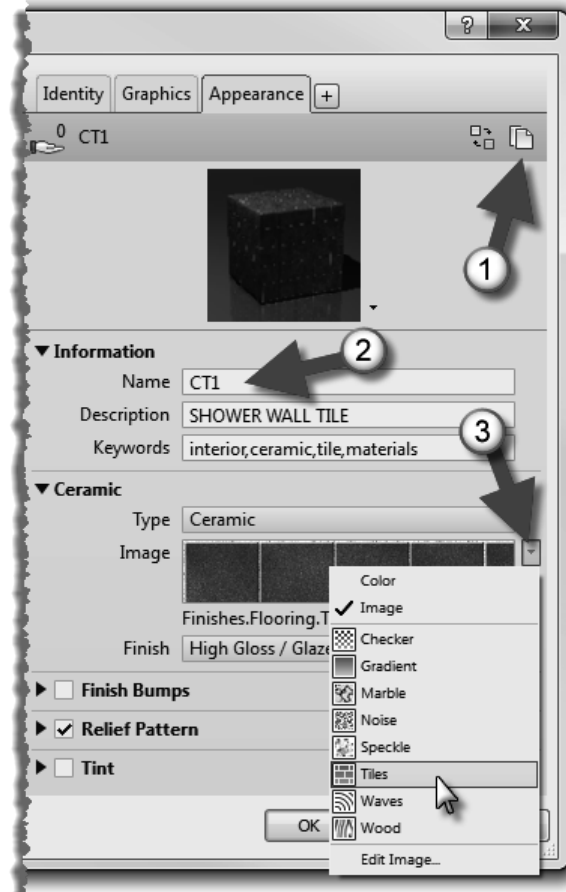 ? X
Identity Graphics Appearance +
0 CT1
1
▼ Information
2
Name CT1
Description SHOWER WALL TILE
3
Keywords interior,ceramic,tile,materials
▼ Ceramic
Type Ceramic
Image
Color
✓ Image
Finishes.Flooring.T
Finish High Gloss / Glaze
Checker
Gradient
Marble
Noise
Speckle
Tiles
Waves
Wood
Edit Image...
Finish Bumps
Relief Pattern
Tint
OK